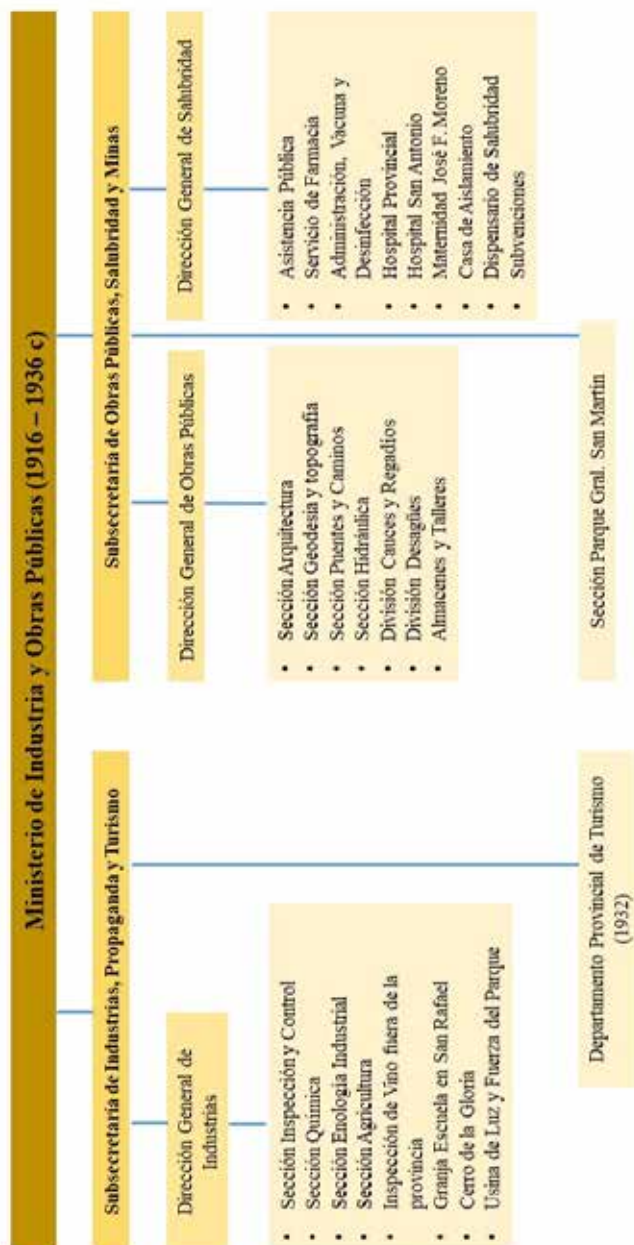 Ministerio de Industria y Obras Públicas (1916 – 1936 c)
Subsecretaría de Industrias, Propaganda y Turismo
Dirección General de
Industrias
• Sección Inspección y Control
• Sección Química
• Sección Enología Industrial
• Sección Agricultura
• Inspección de Vino fuera de la
provincia
• Granja Escuela en San Rafael
• Cerro de la Gloria
• Usina de Luz y Fuerza del Parque
Departamento Provincial de Turismo
(1932)
Subsecretaría de Obras Públicas, Salubridad y Minas
Dirección General de Obras Públicas
• Sección Arquitectura
• Sección Geodesia y topografía
• Sección Puentes y Caminos
• Sección Hidráulica
• División Cauces y Regadíos
• División Desagües
• Almacenes y Talleres
Dirección General de Salubridad
• Asistencia Pública
• Servicio de Farmacia
• Administración, Vacuna y
Desinfección
• Hospital Provincial
• Hospital San Antonio
• Maternidad José F. Moreno
• Casa de Aislamiento
• Dispensario de Salubridad
• Subvenciones
Sección Parque Gral. San Martín